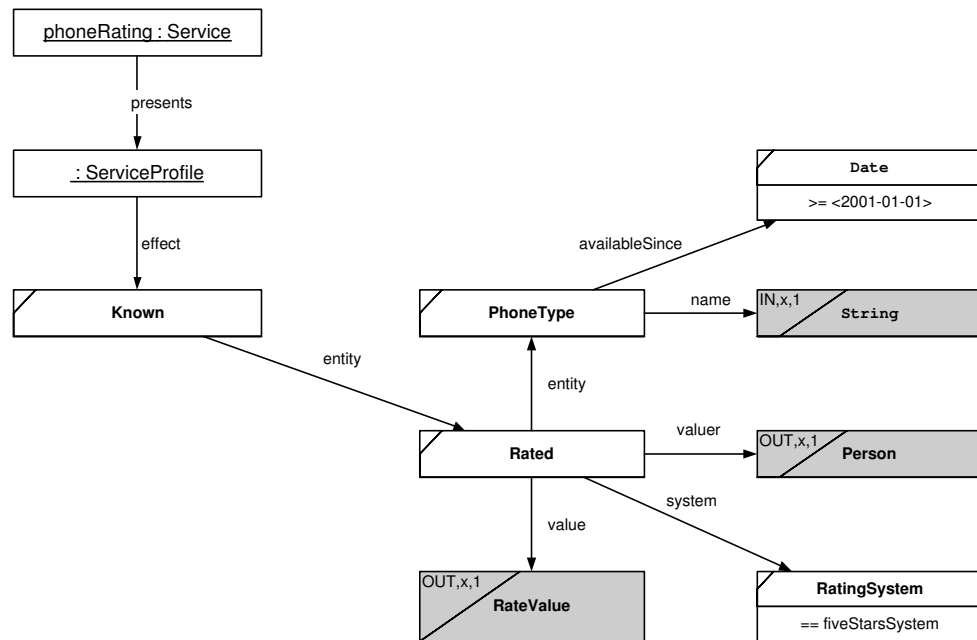 phoneRating : Service
presents
: ServiceProfile
Date
>= <2001-01-01>
availableSince
effect
Known
PhoneType
name
IN,x,1
String
entity
entity
Rated
valuer
OUT,x,1
Person
system
value
OUT,x,1
RateValue
RatingSystem
== fiveStarsSystem